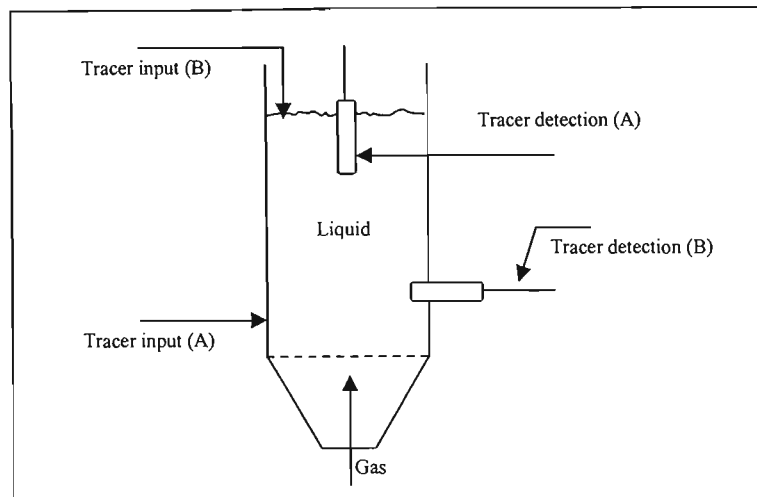 Tracer input (B)
Tracer detection (A)
Liquid
Tracer detection (B)
Tracer input (A)
Gas